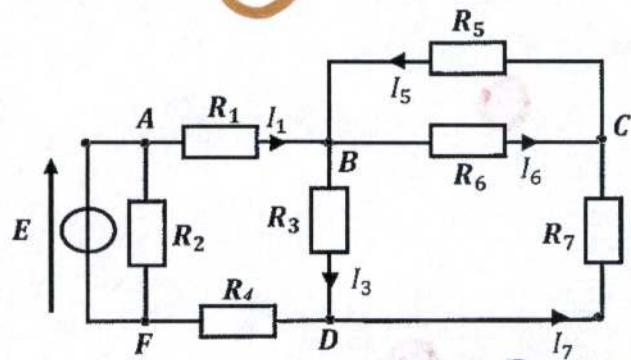 R₅
I₅
A R₁ I₁ C
B R₆ I₆
E R₂ R₃ R₇
R₄ I₃
F D I₇